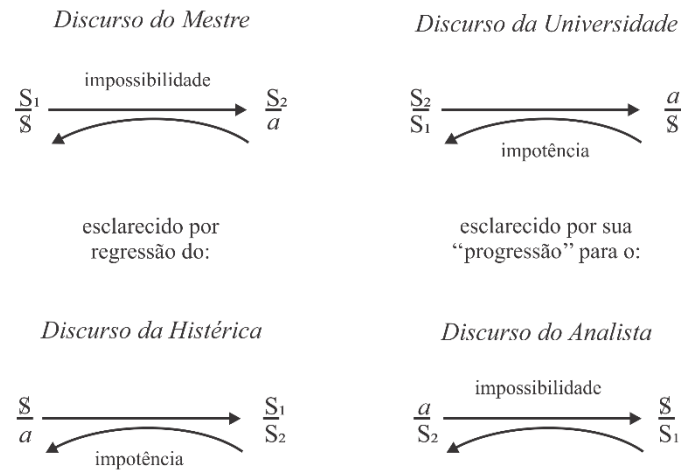 Discurso do Mestre
impossibilidade
S₁ S₂
$ a
esclarecido por
regressão do:
Discurso da Histérica
$ S₁
a S₂
impotência
Discurso da Universidade
S₂ a
S₁ $
impotência
esclarecido por sua
“progressão” para o:
Discurso do Analista
impossibilidade
a $
S₂ S₁